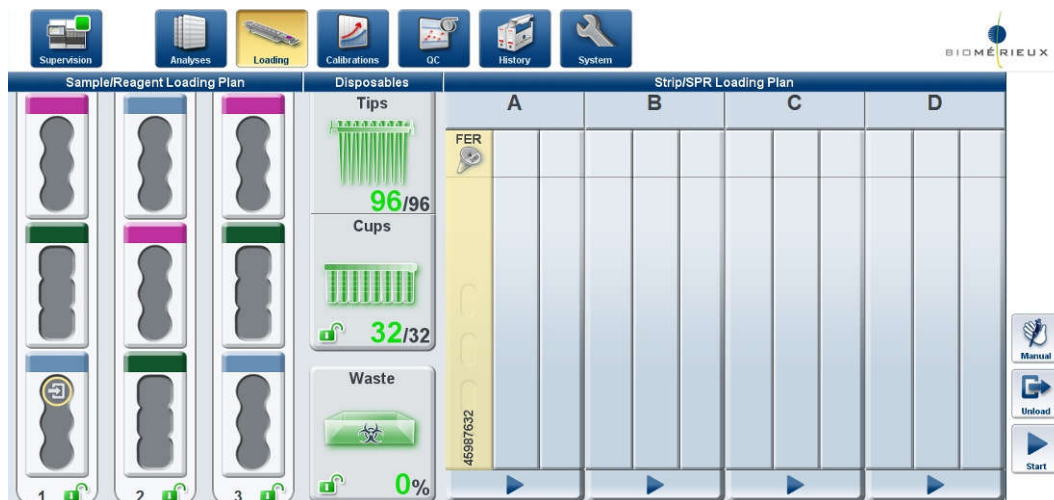 Supervision
Analyses
Loading
Calibrations
QC
History
System
BIOMÉRIEUX
Sample/Reagent Loading Plan
Disposables
Strip/SPR Loading Plan
Tips
96/96
Cups
32/32
Waste
0%
A
B
C
D
FER
45987632
1
2
3
Manual
Unload
Start